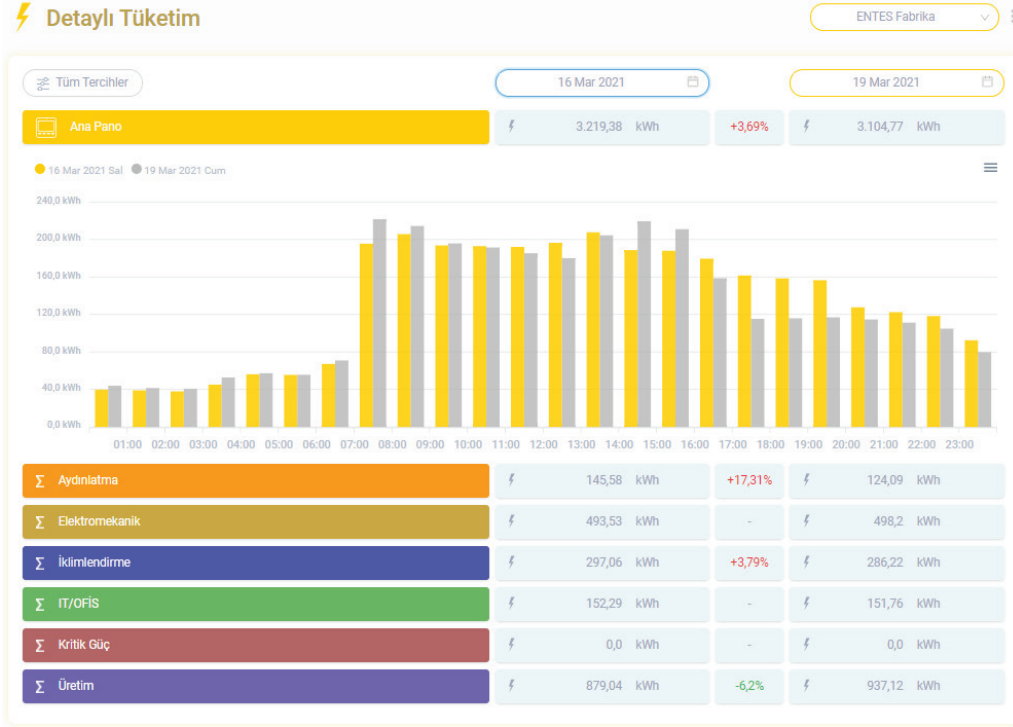 Detaylı Tüketim
ENTES Fabrika
Tüm Tercihler
16 Mar 2021
19 Mar 2021
Ana Pano 3.219,38 kWh +3,69% 3.104,77 kWh
16 Mar 2021 Sal 19 Mar 2021 Cum
240,0 kWh
200,0 kWh
160,0 kWh
120,0 kWh
80,0 kWh
40,0 kWh
0,0 kWh
01:00 02:00 03:00 04:00 05:00 06:00 07:00 08:00 09:00 10:00 11:00 12:00 13:00 14:00 15:00 16:00 17:00 18:00 19:00 20:00 21:00 22:00 23:00
Σ Aydınlatma 145,58 kWh +17,31% 124,09 kWh
Σ Elektromekanik 493,53 kWh - 498,2 kWh
Σ İklimlendirme 297,06 kWh +3,79% 286,22 kWh
Σ IT/OFİS 152,29 kWh - 151,76 kWh
Σ Kritik Güç 0,0 kWh - 0,0 kWh
Σ Üretim 879,04 kWh -6,2% 937,12 kWh